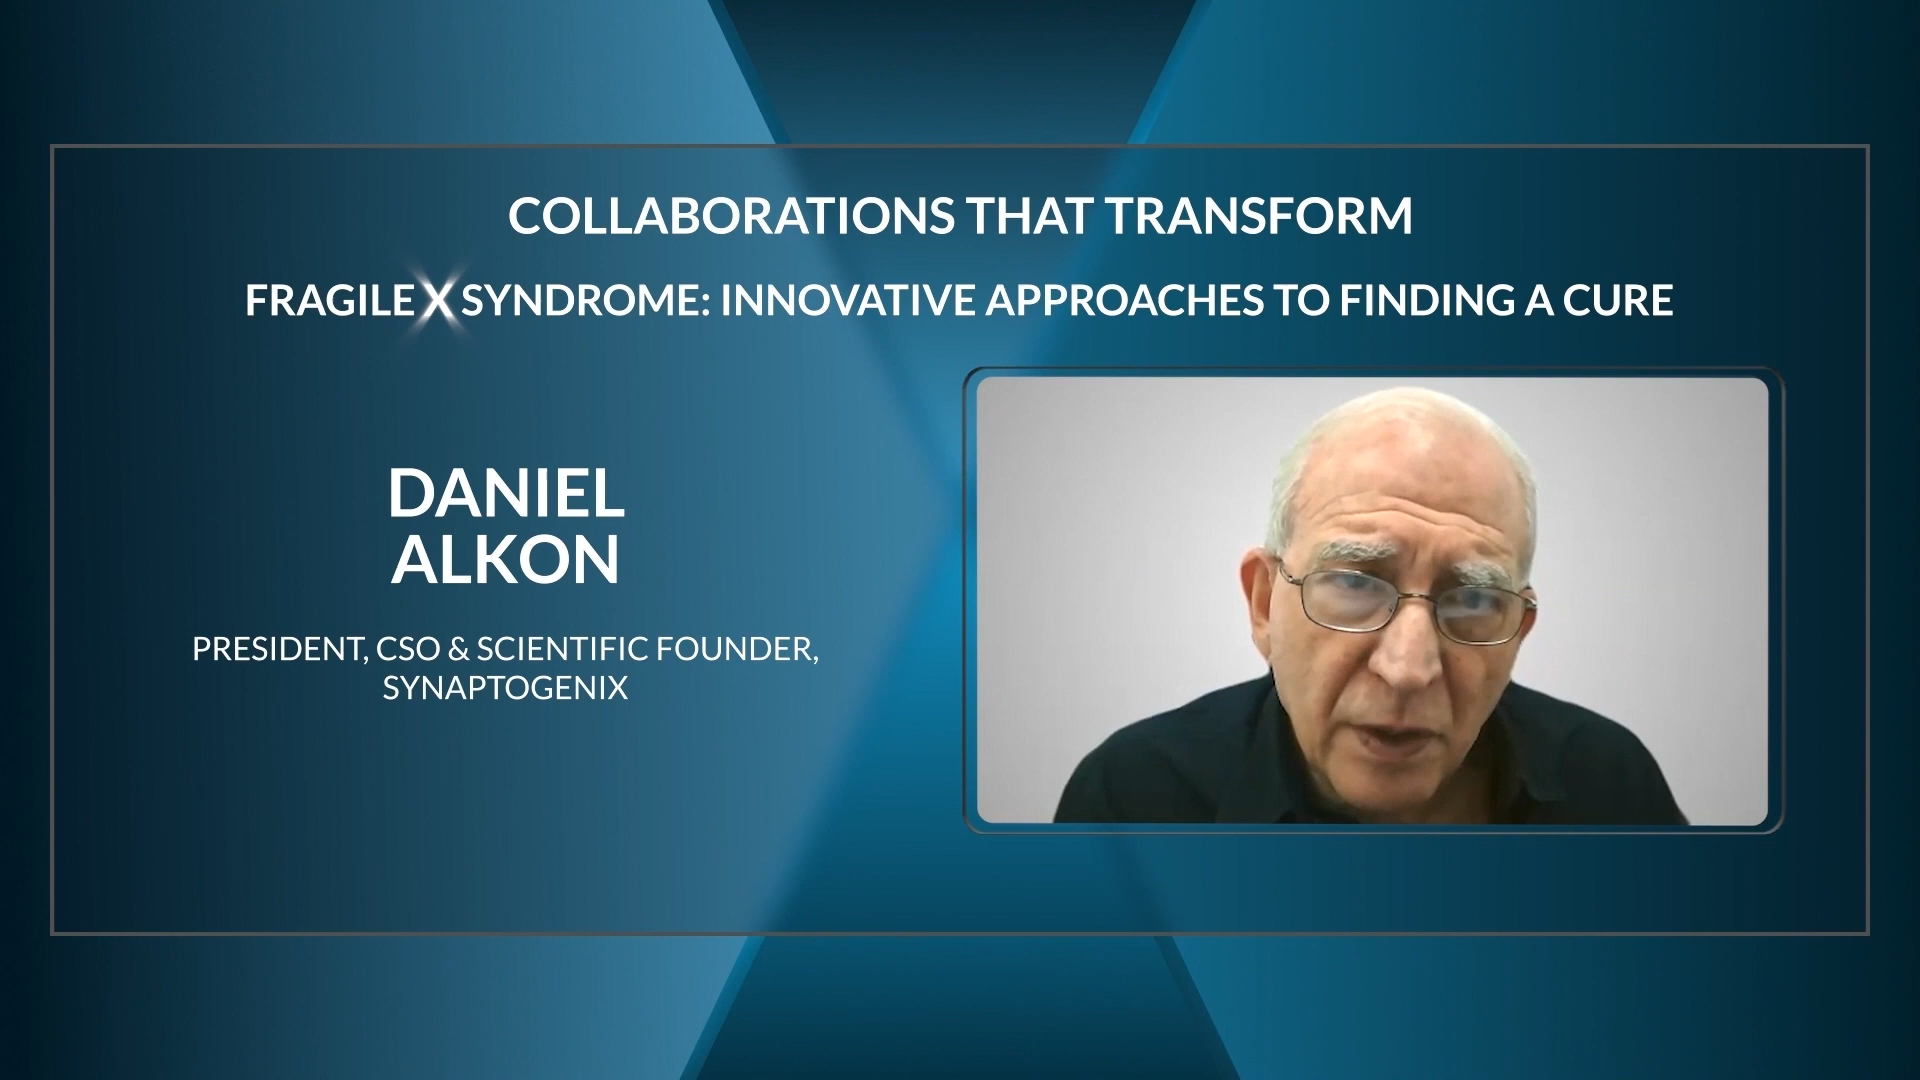 COLLABORATIONS THAT TRANSFORM
FRAGILE X SYNDROME: INNOVATIVE APPROACHES TO FINDING A CURE
DANIEL
ALKON
PRESIDENT, CSO & SCIENTIFIC FOUNDER,
SYNAPTOGENIX